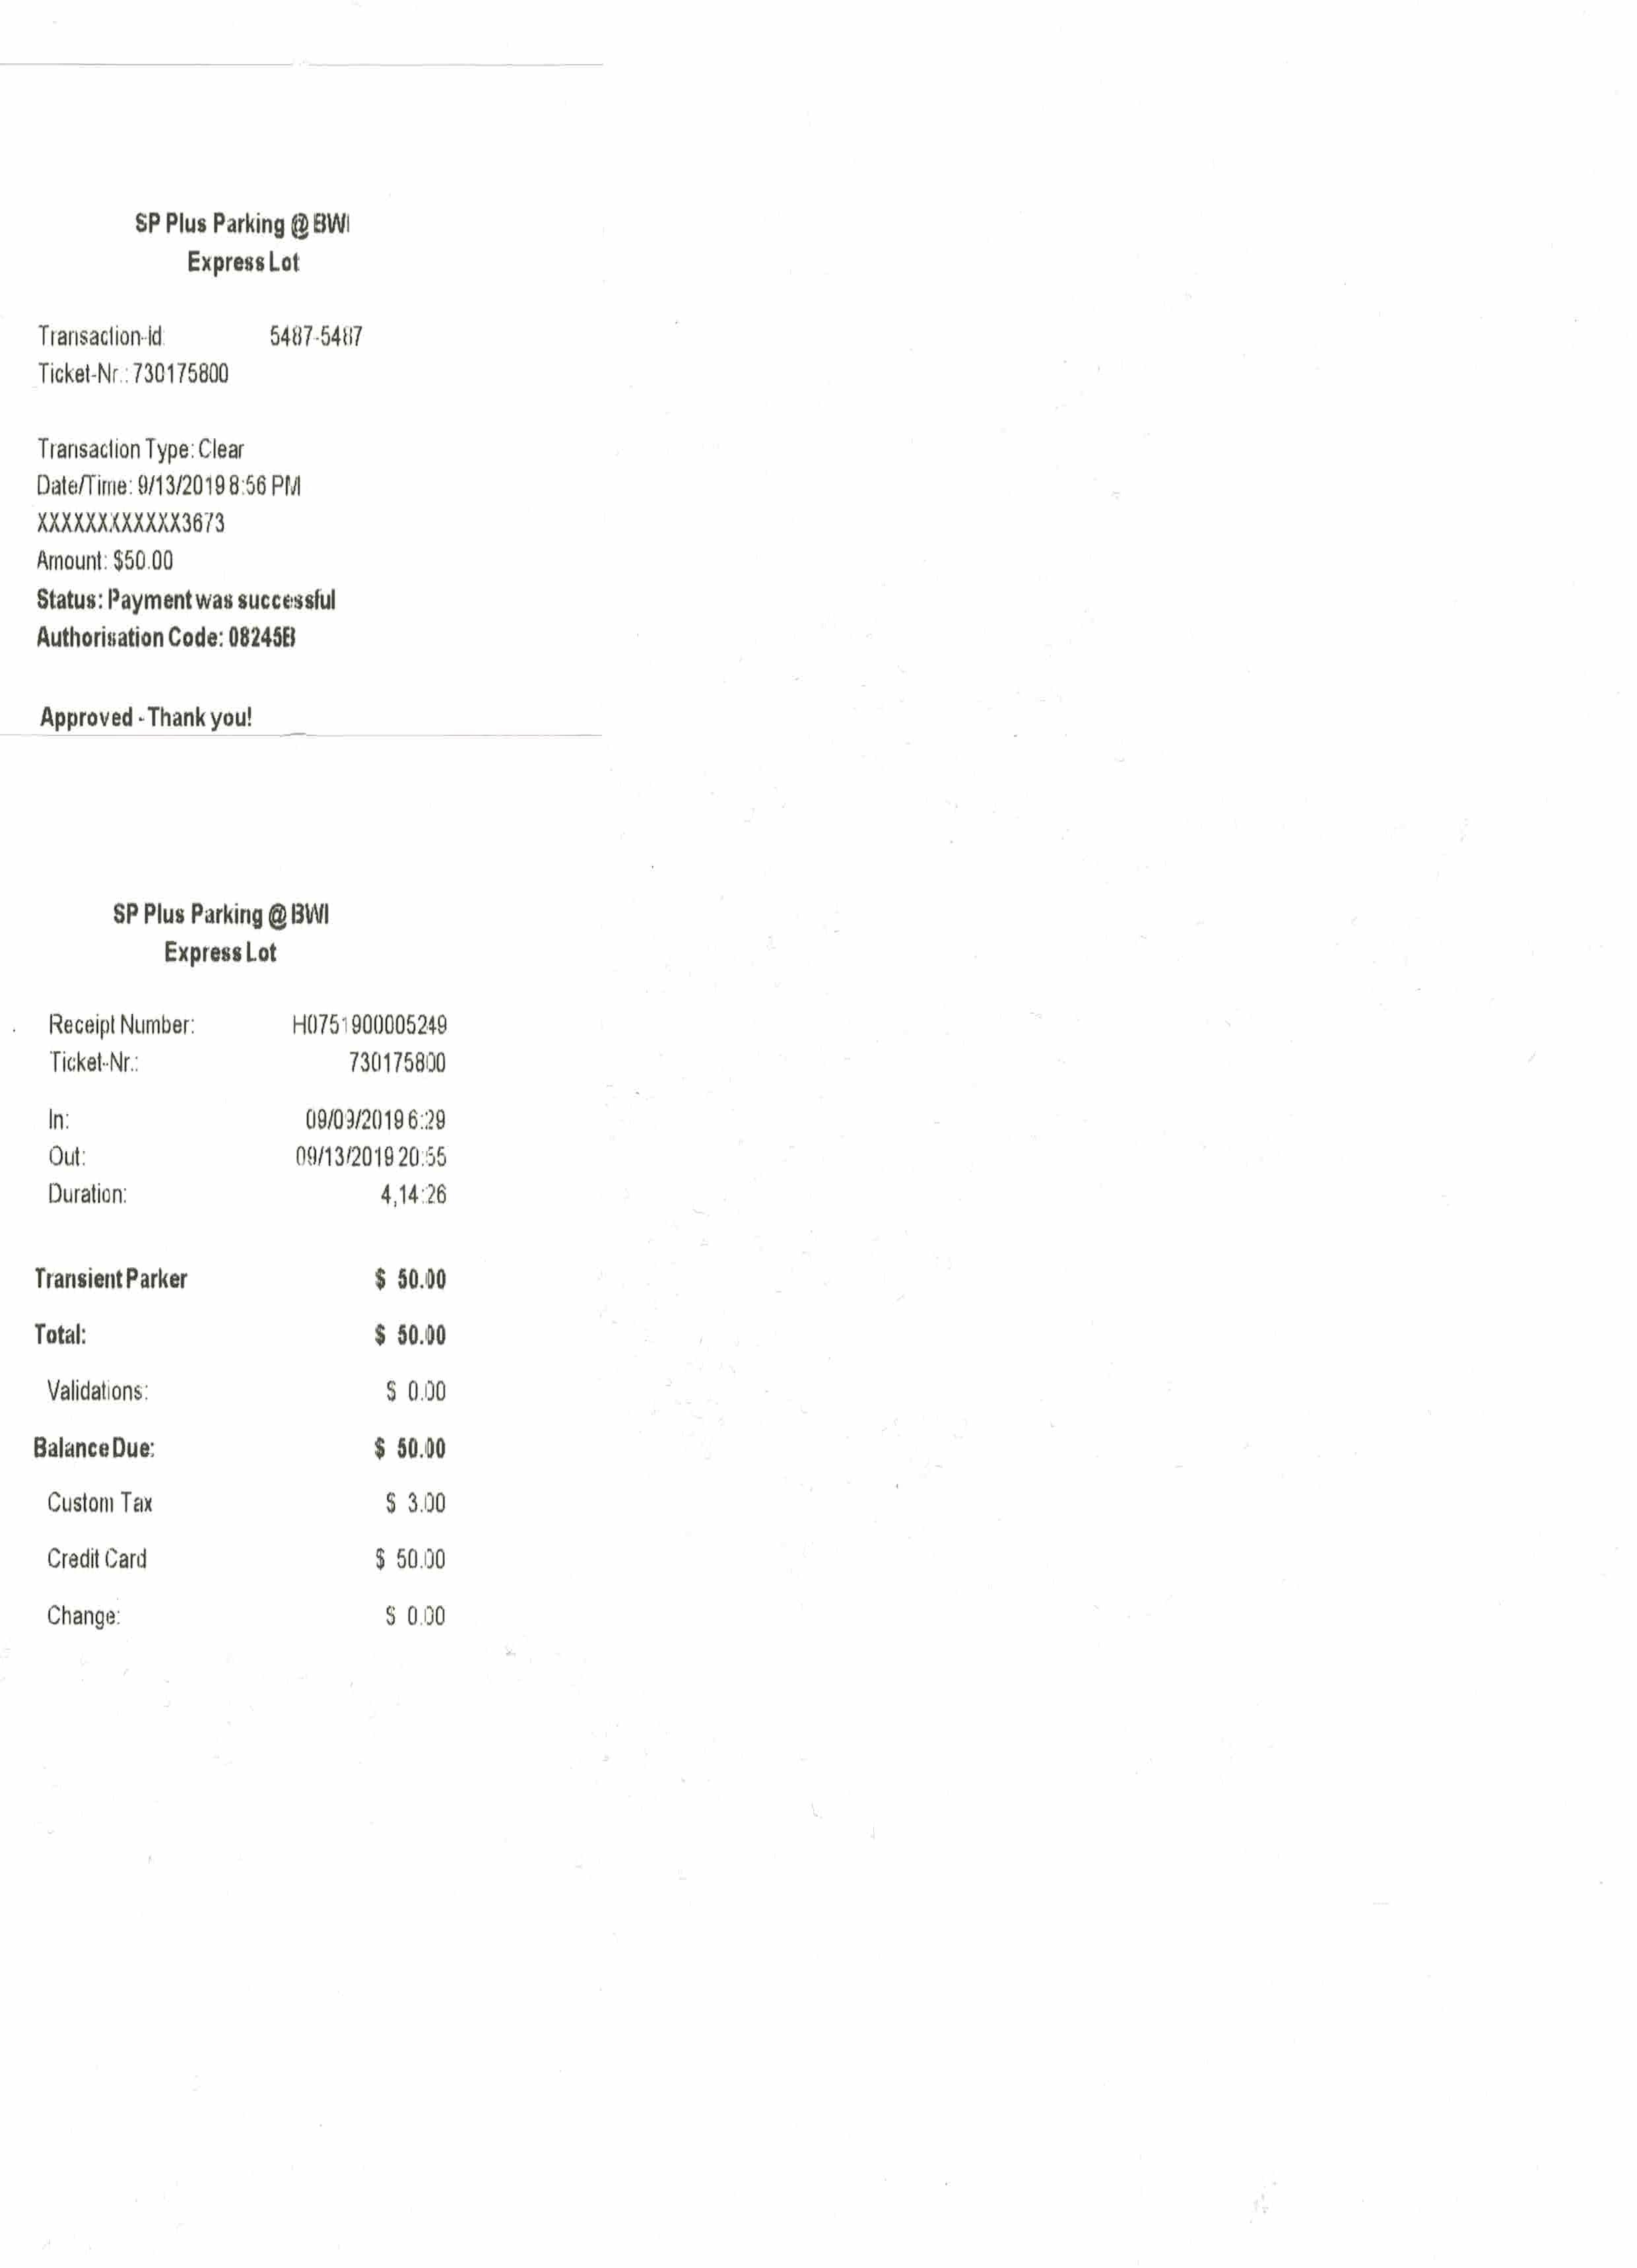 SP Plus Parking @ BWI
Express Lot
Transaction-id: 5487-5487
Ticket-Nr.: 730175800
Transaction Type: Clear
Date/Time: 9/13/2019 8:56 PM
XXXXXXXXXXXX3673
Amount: $50.00
Status: Payment was successful
Authorisation Code: 08245B
Approved - Thank you!
SP Plus Parking @ BWI
Express Lot
Receipt Number: H0751900005249
Ticket-Nr.: 730175800
In: 09/09/2019 6:29
Out: 09/13/2019 20:55
Duration: 4,14:26
Transient Parker $ 50.00
Total: $ 50.00
Validations: $ 0.00
Balance Due: $ 50.00
Custom Tax $ 3.00
Credit Card $ 50.00
Change: $ 0.00